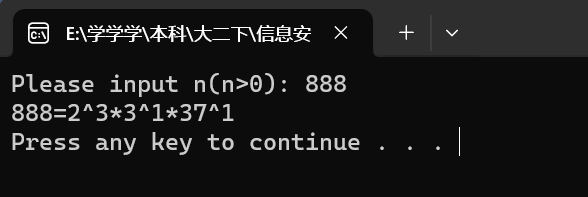 E:\学学学\本科\大二下\信息安
Please input n(n>0): 888
888=2^3*3^1*37^1
Press any key to continue . . .